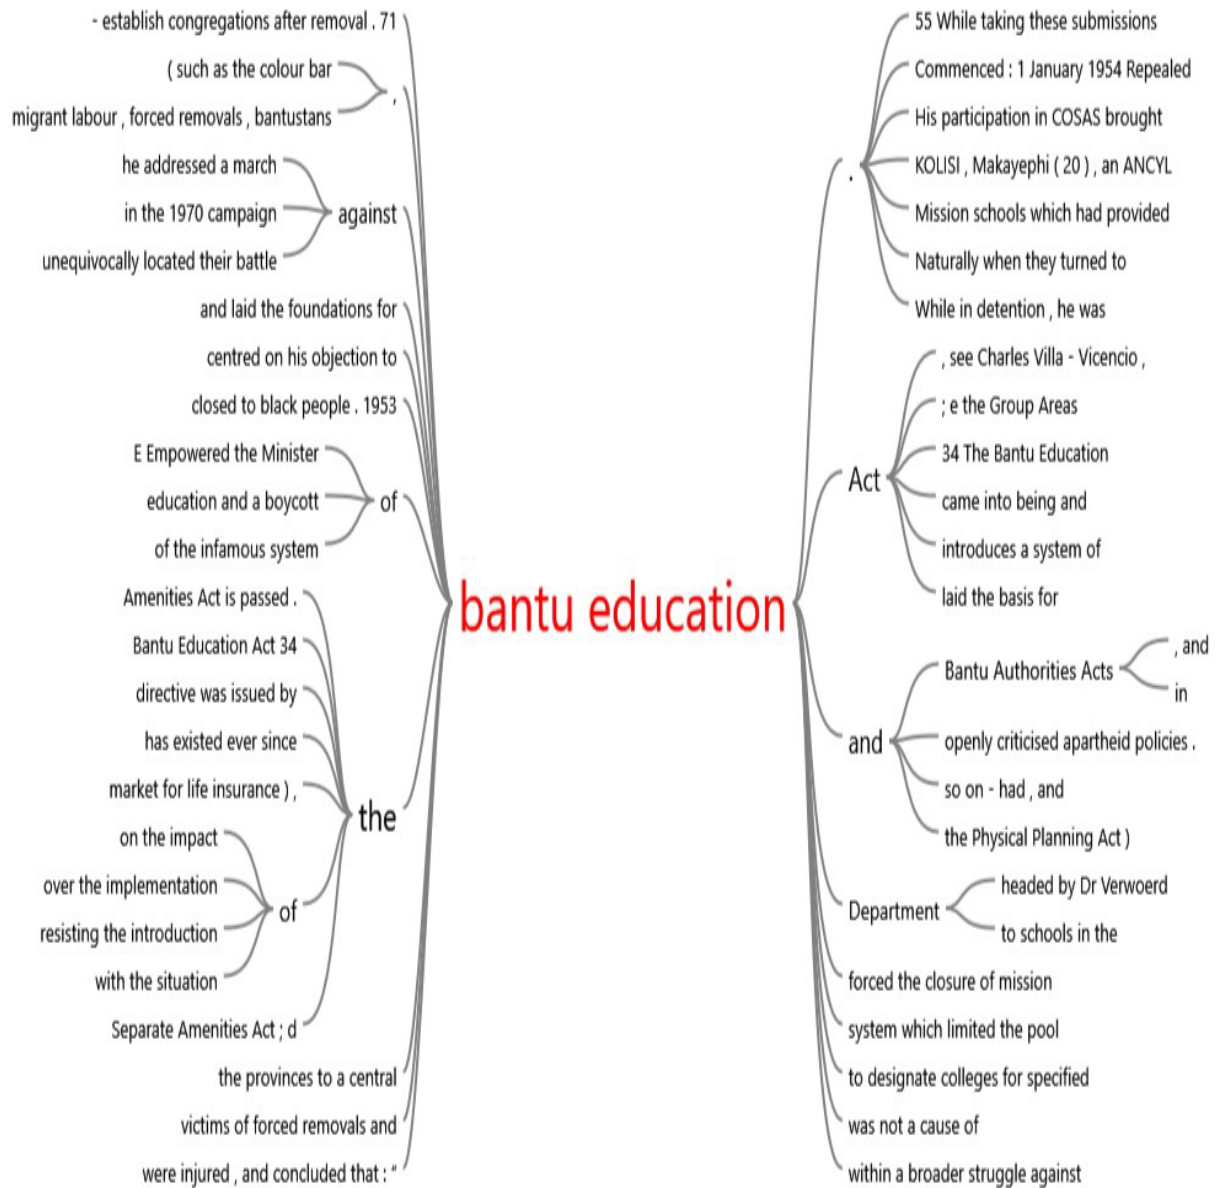 - establish congregations after removal . 71
( such as the colour bar
migrant labour , forced removals , bantustans
,
he addressed a march
in the 1970 campaign
unequivocally located their battle
against
and laid the foundations for
centred on his objection to
closed to black people . 1953
E Empowered the Minister
education and a boycott
of the infamous system
of
Amenities Act is passed .
Bantu Education Act 34
directive was issued by
has existed ever since
market for life insurance ) ,
on the impact
over the implementation
resisting the introduction
with the situation
of
Separate Amenities Act ; d
the
the provinces to a central
victims of forced removals and
were injured , and concluded that : "
bantu education
.
55 While taking these submissions
Commenced : 1 January 1954 Repealed
His participation in COSAS brought
KOLISI , Makayephi ( 20 ) , an ANCYL
Mission schools which had provided
Naturally when they turned to
While in detention , he was
Act
, see Charles Villa - Vicencio ,
; e the Group Areas
34 The Bantu Education
came into being and
introduces a system of
laid the basis for
and
Bantu Authorities Acts
, and
in
openly criticised apartheid policies .
so on - had , and
the Physical Planning Act )
Department
headed by Dr Verwoerd
to schools in the
forced the closure of mission
system which limited the pool
to designate colleges for specified
was not a cause of
within a broader struggle against